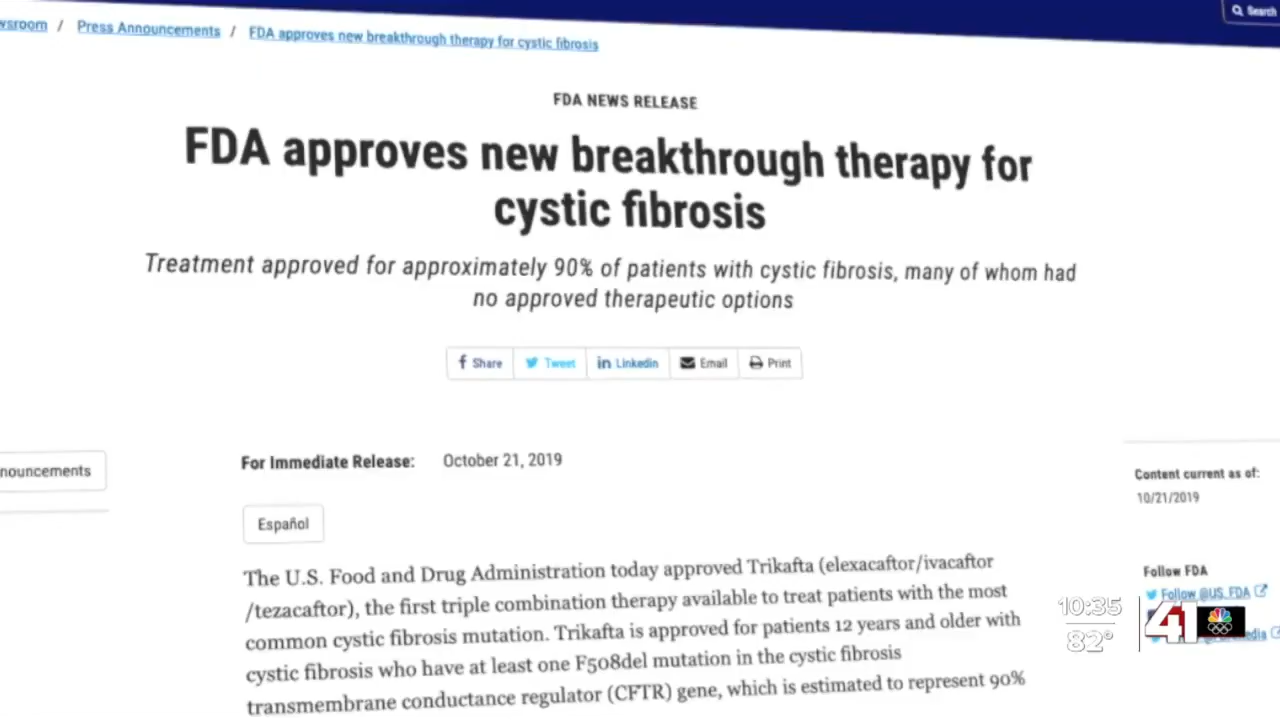 wsroom / Press Announcements / FDA approves new breakthrough therapy for cystic fibrosis
Search
FDA NEWS RELEASE
FDA approves new breakthrough therapy for
cystic fibrosis
Treatment approved for approximately 90% of patients with cystic fibrosis, many of whom had
no approved therapeutic options
f Share
Tweet
in Linkedin
Email
Print
nouncements
For Immediate Release: October 21, 2019
Español
The U.S. Food and Drug Administration today approved Trikafta (elexacaftor/ivacaftor
/tezacaftor), the first triple combination therapy available to treat patients with the most
common cystic fibrosis mutation. Trikafta is approved for patients 12 years and older with
cystic fibrosis who have at least one F508del mutation in the cystic fibrosis
transmembrane conductance regulator (CFTR) gene, which is estimated to represent 90%
Content current as of:
10/21/2019
Follow FDA
Follow @US_FDA
10:35
82°
41